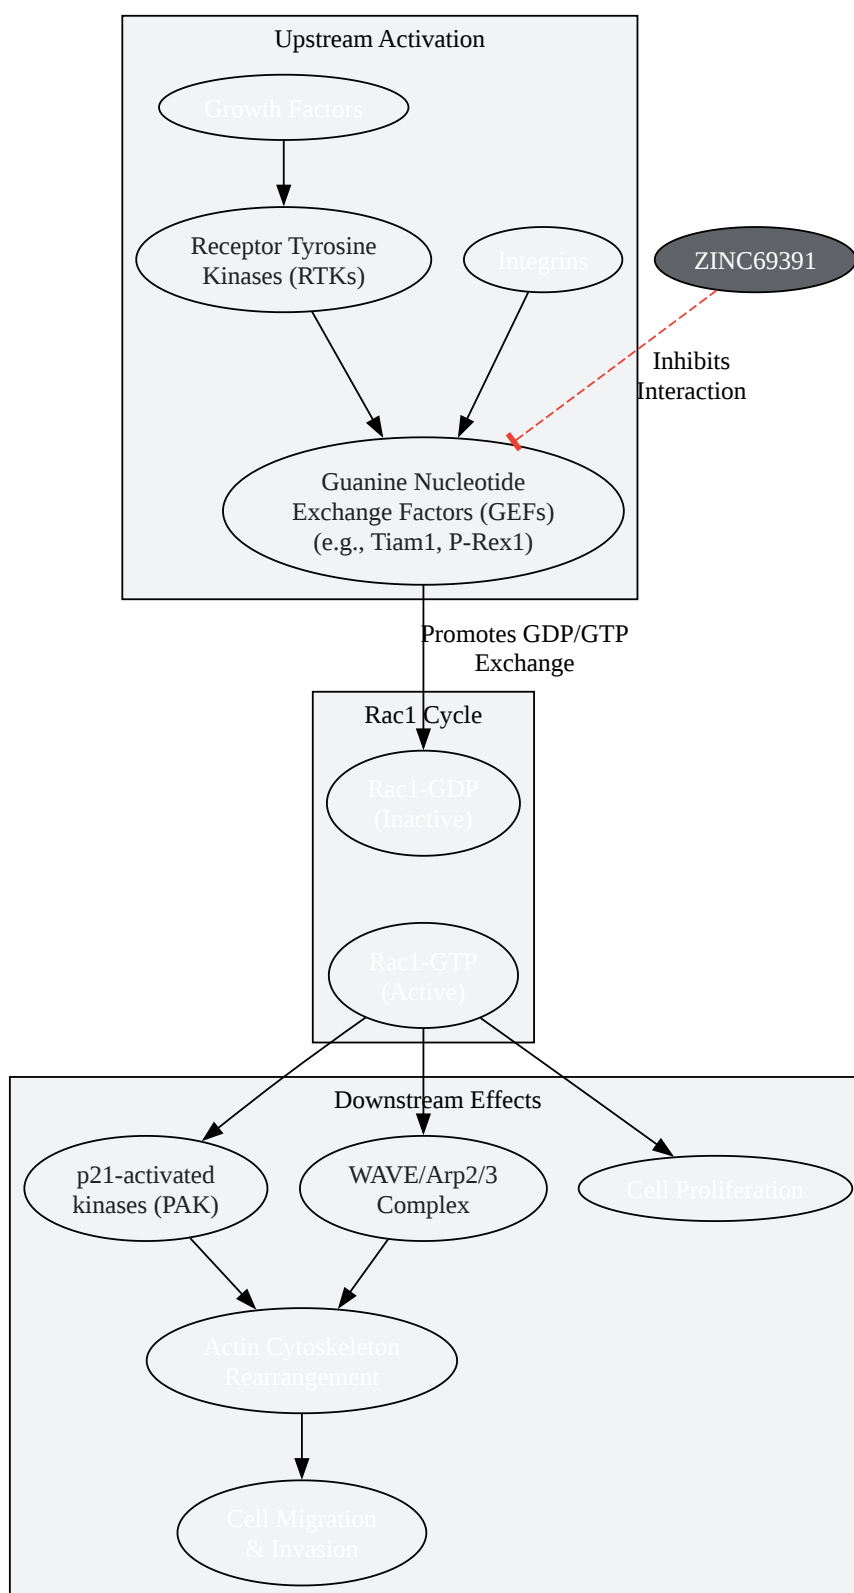 Upstream Activation
Growth Factors
Receptor Tyrosine
Kinases (RTKs)
Integrins
ZINC69391
Inhibits
Interaction
Guanine Nucleotide
Exchange Factors (GEFs)
(e.g., Tiam1, P-Rex1)
Promotes GDP/GTP
Exchange
Rac1 Cycle
Rac1-GDP
(Inactive)
Rac1-GTP
(Active)
Downstream Effects
p21-activated
kinases (PAK)
WAVE/Arp2/3
Complex
Cell Proliferation
Actin Cytoskeleton
Rearrangement
Cell Migration
& Invasion